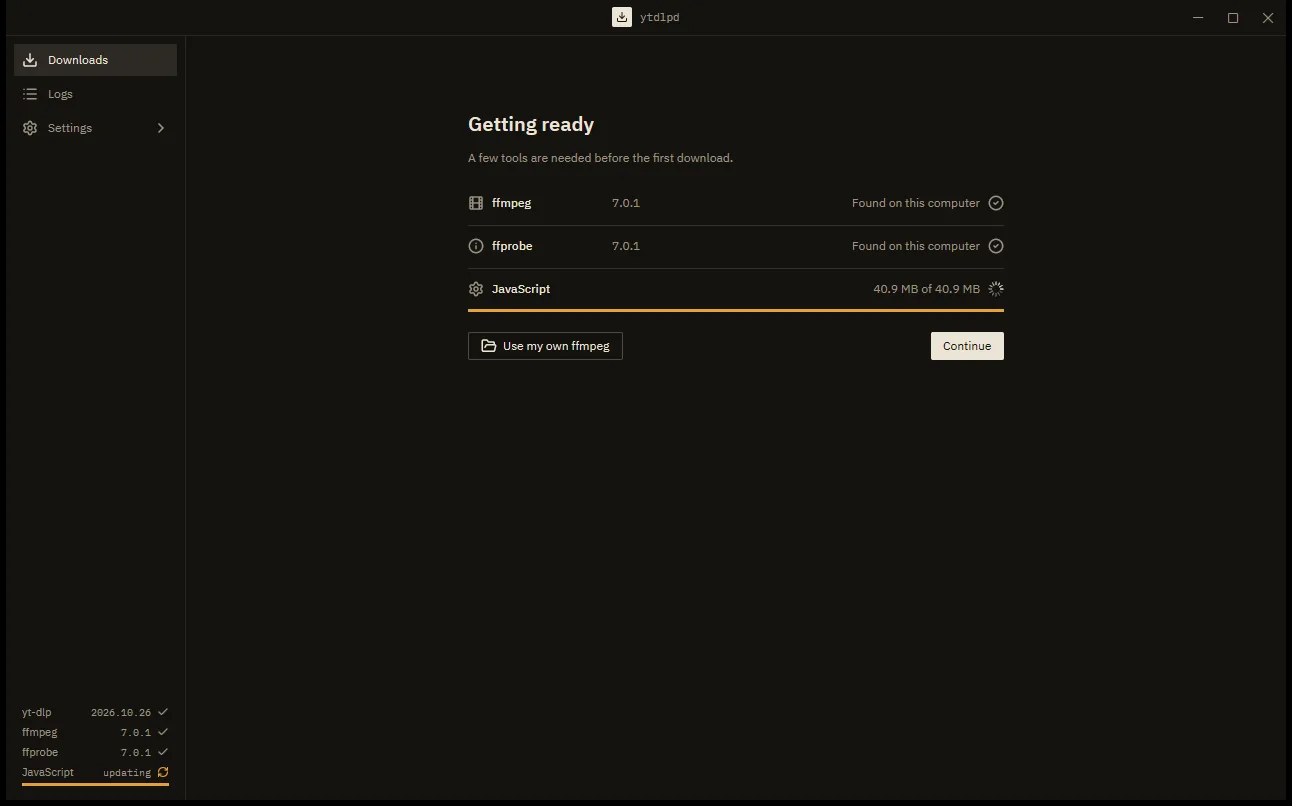 ytdlpd
Downloads
Logs
Settings
Getting ready
A few tools are needed before the first download.
ffmpeg 7.0.1 Found on this computer
ffprobe 7.0.1 Found on this computer
JavaScript 40.9 MB of 40.9 MB
Use my own ffmpeg Continue
yt-dlp 2026.10.26
ffmpeg 7.0.1
ffprobe 7.0.1
JavaScript updating